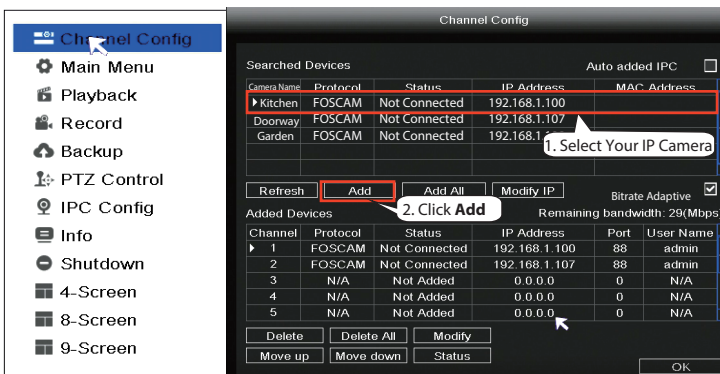 Channel Config
Main Menu
Playback
Record
Backup
PTZ Control
IPC Config
Info
Shutdown
4-Screen
8-Screen
9-Screen
Channel Config
Searched Devices Auto added IPC
Camera Name Protocol Status IP Address MAC Address
Kitchen FOSCAM Not Connected 192.168.1.100
Doorway FOSCAM Not Connected 192.168.1.107
Garden FOSCAM Not Connected 192.168.1.
1. Select Your IP Camera
Refresh Add Add All Modify IP Bitrate Adaptive
2. Click Add
Added Devices Remaining bandwidth: 29(Mbps
Channel Protocol Status IP Address Port User Name
1 FOSCAM Not Connected 192.168.1.100 88 admin
2 FOSCAM Not Connected 192.168.1.107 88 admin
3 N/A Not Added 0.0.0.0 0 N/A
4 N/A Not Added 0.0.0.0 0 N/A
5 N/A Not Added 0.0.0.0 0 N/A
Delete Delete All Modify
Move up Move down Status
OK